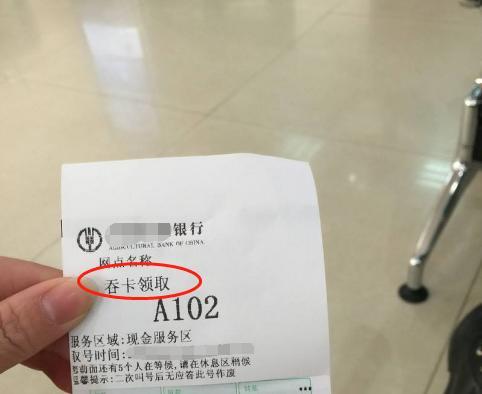 银行
AGRICULTURAL BANK OF CHINA
网点名称
吞卡领取
A102
服务区域:现金服务区
取号时间:
您前面还有5个人在等候,请在休息区稍候
温馨提示:二次叫号后无应答此号作废